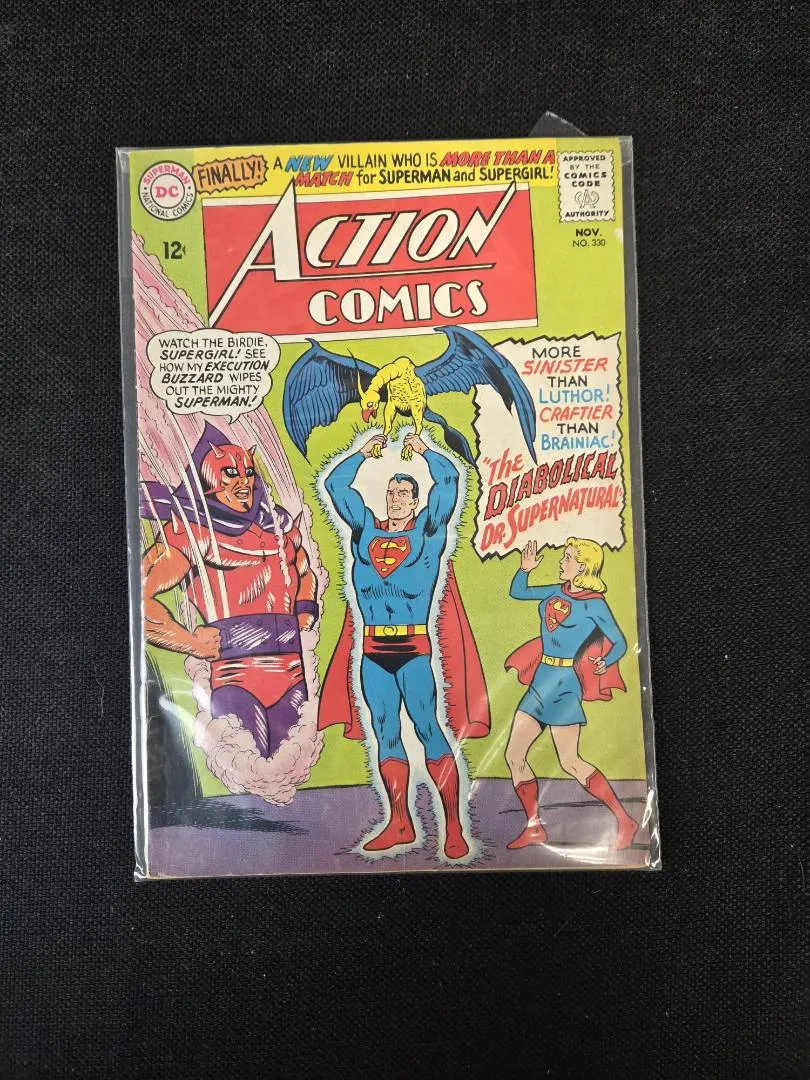 FINALLY! A NEW VILLAIN WHO IS MORE THAN A
MATCH for SUPERMAN and SUPERGIRL!
SUPERMAN
DC
NATIONAL COMICS
APPROVED
BY THE
COMICS
CODE
CA
AUTHORITY
12¢
NOV.
NO. 330
ACTION
COMICS
WATCH THE BIRDIE,
SUPERGIRL! SEE
HOW MY EXECUTION
BUZZARD WIPES
OUT THE MIGHTY
SUPERMAN!
MORE
SINISTER
THAN
LUTHOR!
CRAFTIER
THAN
BRAINIAC!
"The
DIABOLICAL
DR. SUPERNATURAL"
S
S